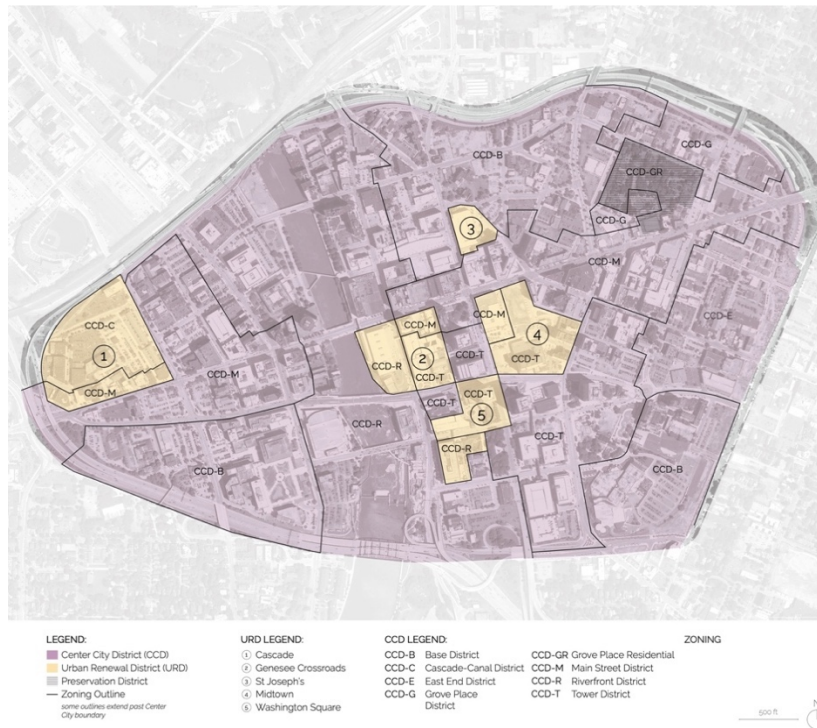 CCD-B
CCD-G
CCD-GR
CCD-G
3
CCD-M
CCD-C
CCD-M
CCD-E
1
CCD-M
4
2
CCD-T
CCD-T
CCD-R
CCD-M
CCD-T
CCD-M
CCD-T
CCD-T
5
CCD-R
CCD-T
CCD-R
CCD-B
CCD-B
LEGEND:
Center City District (CCD)
Urban Renewal District (URD)
Preservation District
Zoning Outline
some outlines extend past Center
City boundary
URD LEGEND:
1 Cascade
2 Genesee Crossroads
3 St Joseph's
4 Midtown
5 Washington Square
CCD LEGEND:
CCD-B Base District
CCD-C Cascade-Canal District
CCD-E East End District
CCD-G Grove Place
District
CCD-GR Grove Place Residential
CCD-M Main Street District
CCD-R Riverfront District
CCD-T Tower District
ZONING
500 ft
N